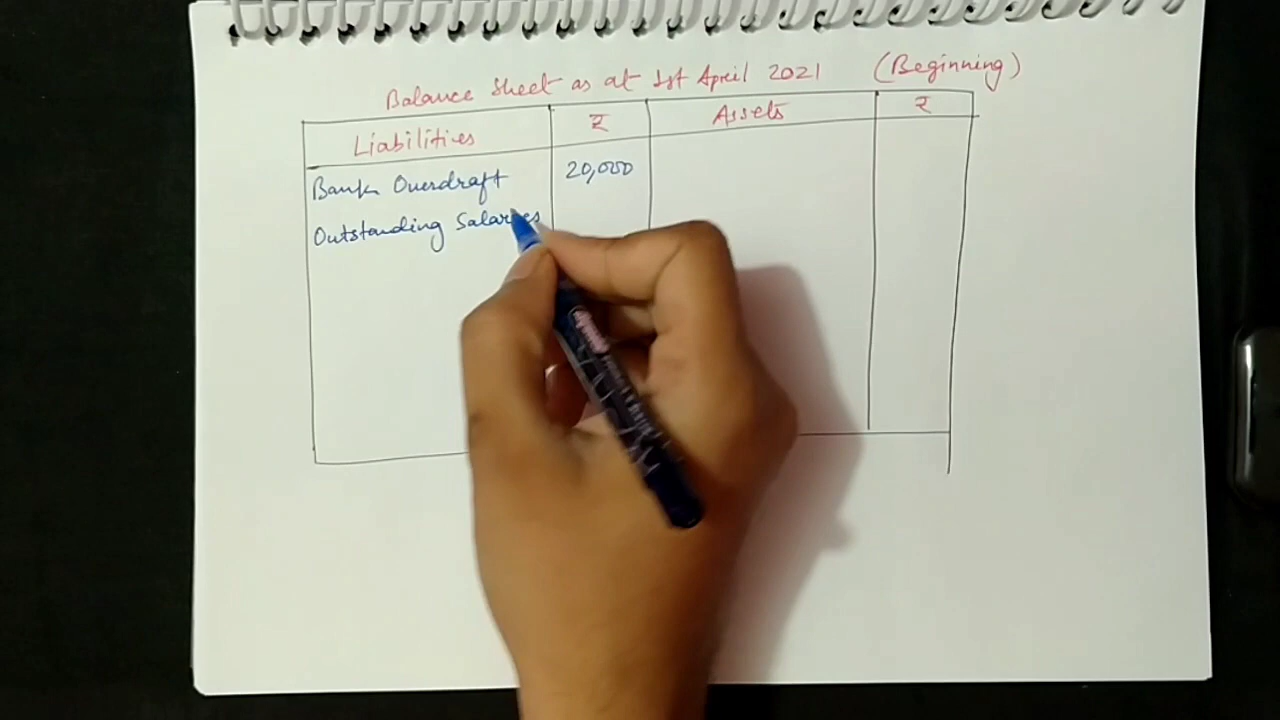 Balance Sheet as at 1st April 2021 (Beginning)
Liabilities ₹ Assets ₹
Bank Overdraft 20,000
Outstanding Salaries